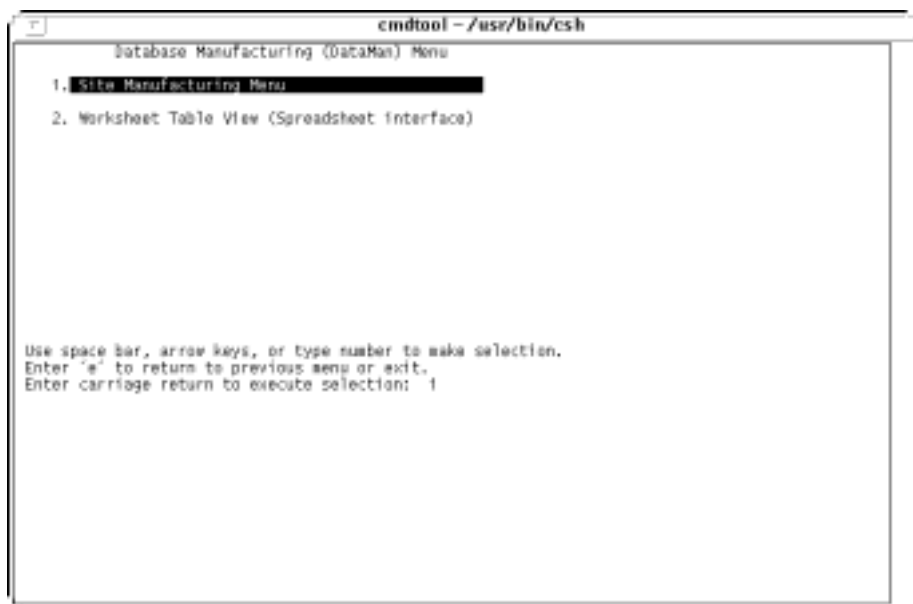 cmdtool – /usr/bin/csh
Database Manufacturing (DataMan) Menu
1. Site Manufacturing Menu
2. Worksheet Table View (Spreadsheet interface)
Use space bar, arrow keys, or type number to make selection.
Enter 'e' to return to previous menu or exit.
Enter carriage return to execute selection: 1